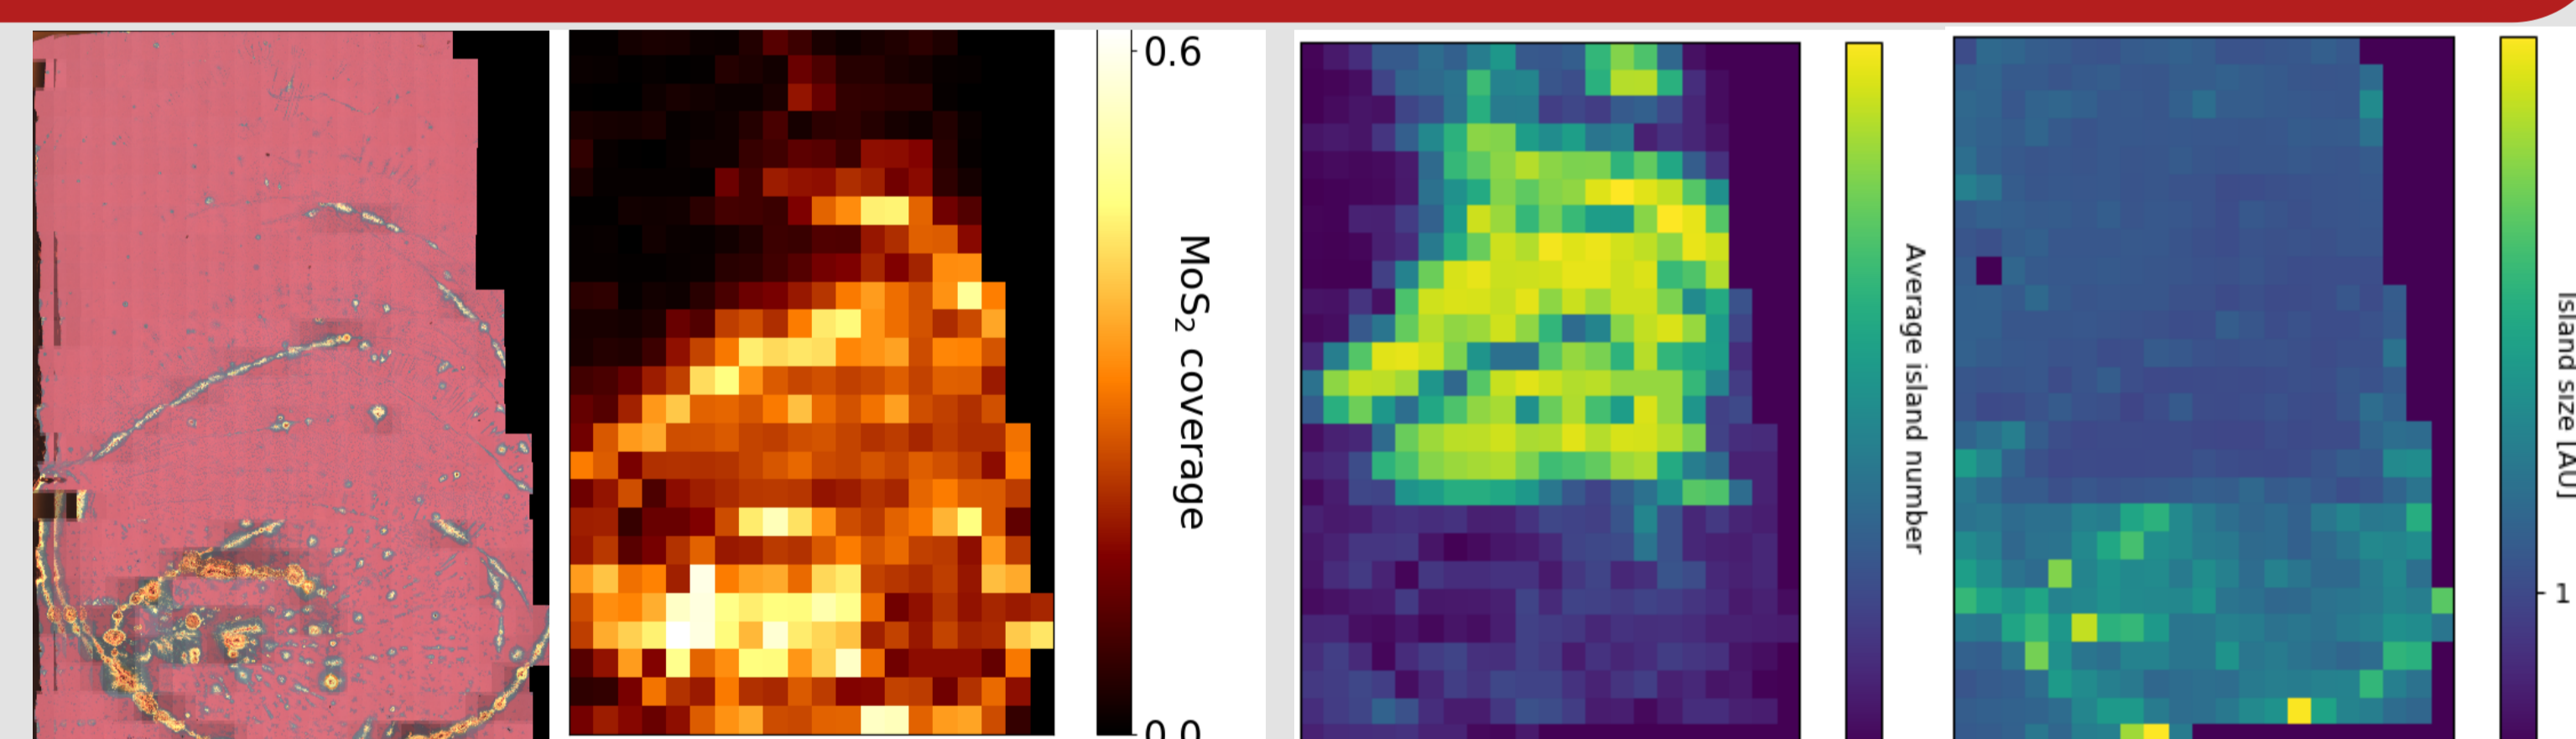 0.6
MoS₂ coverage
0.0
Average island number
Island size [AU]
1